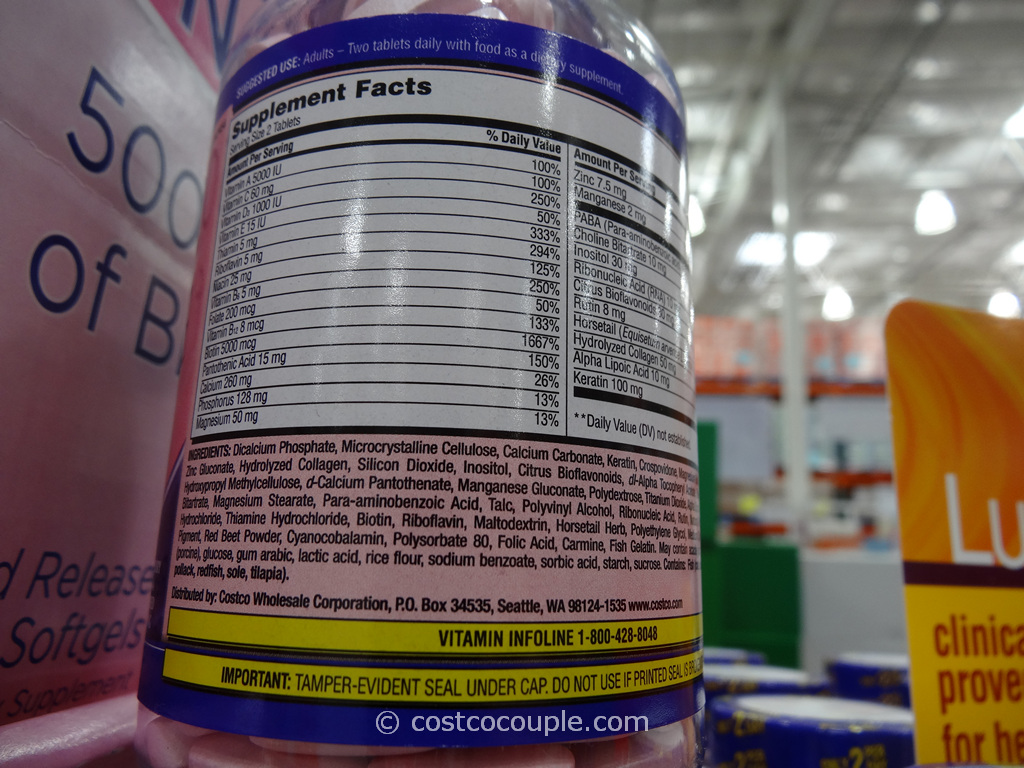 500
of B
d Release
Softgels
Supplement
SUGGESTED USE: Adults – Two tablets daily with food as a dietary supplement.
Supplement Facts
Serving Size 2 Tablets
Amount Per Serving % Daily Value
Vitamin A 5000 IU 100%
Vitamin C 60 mg 100%
Vitamin D₃ 1000 IU 250%
Vitamin E 15 IU 50%
Thiamin 5 mg 333%
Riboflavin 5 mg 294%
Niacin 25 mg 125%
Vitamin B₆ 5 mg 250%
Folate 200 mcg 50%
Vitamin B₁₂ 8 mcg 133%
Biotin 5000 mcg 1667%
Pantothenic Acid 15 mg 150%
Calcium 260 mg 26%
Phosphorus 128 mg 13%
Magnesium 50 mg 13%
Amount Per Serving
Zinc 7.5 mg
Manganese 2 mg
PABA (Para-aminobenzoic
Choline Bitartrate 10 mg
Inositol 30 mg
Ribonucleic Acid (RNA)
Citrus Bioflavonoids
Rutin 8 mg
Horsetail (Equisetum
Hydrolyzed Collagen
Alpha Lipoic Acid 10 mg
Keratin 100 mg
**Daily Value (DV) not established.
INGREDIENTS: Dicalcium Phosphate, Microcrystalline Cellulose, Calcium Carbonate, Keratin, Crospovidone,
Zinc Gluconate, Hydrolyzed Collagen, Silicon Dioxide, Inositol, Citrus Bioflavonoids, dl-Alpha Tocopheryl
Hydroxypropyl Methylcellulose, d-Calcium Pantothenate, Manganese Gluconate, Polydextrose, Titanium Dioxide,
Bitartrate, Magnesium Stearate, Para-aminobenzoic Acid, Talc, Polyvinyl Alcohol, Ribonucleic Acid, Rutin,
Hydrochloride, Thiamine Hydrochloride, Biotin, Riboflavin, Maltodextrin, Horsetail Herb, Polyethylene Glycol,
Pigment, Red Beet Powder, Cyanocobalamin, Polysorbate 80, Folic Acid, Carmine, Fish Gelatin. May contain
(porcine), glucose, gum arabic, lactic acid, rice flour, sodium benzoate, sorbic acid, starch, sucrose. Contains: Fish
pollack, redfish, sole, tilapia).
Distributed by: Costco Wholesale Corporation, P.O. Box 34535, Seattle, WA 98124-1535 www.costco.com
VITAMIN INFOLINE 1-800-428-8048
IMPORTANT: TAMPER-EVIDENT SEAL UNDER CAP. DO NOT USE IF PRINTED SEAL IS
Lu
clinica
prove
for he
© costcocouple.com